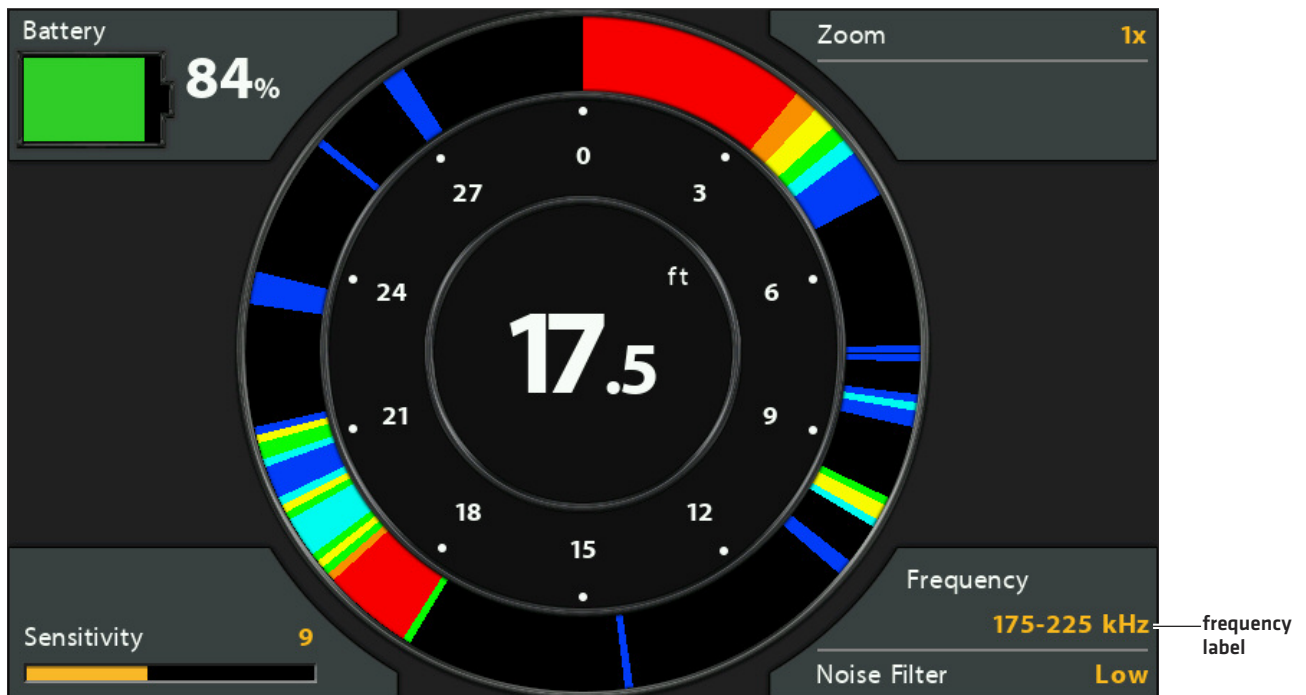 Battery
84%
Zoom 1x
0
3
6
9
12
15
18
21
24
27
ft
17.5
Sensitivity 9
Frequency
175-225 kHz
Noise Filter Low
frequency
label